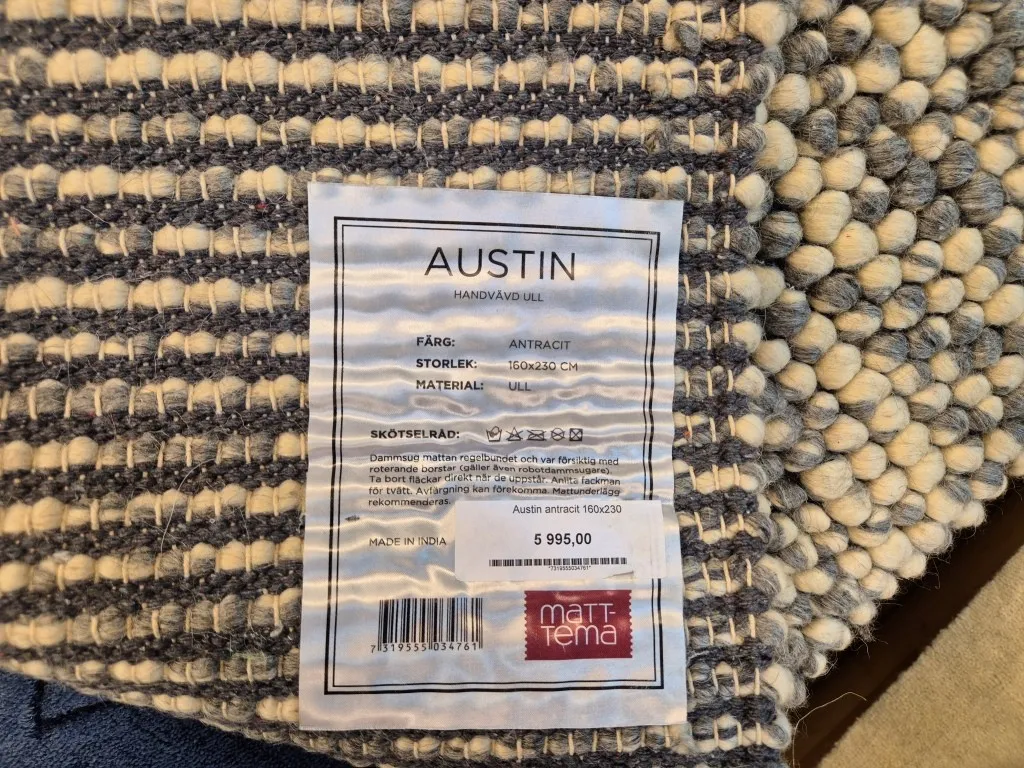 AUSTIN
HANDVÄVD ULL
FÄRG: ANTRACIT
STORLEK: 160x230 CM
MATERIAL: ULL
SKÖTSELRÅD:
Dammsug mattan regelbundet och var försiktig med
roterande borstar (gäller även robotdammsugare).
Ta bort fläckar direkt när de uppstår. Anlita fackman
för tvätt. Avfärgning kan förekomma. Mattunderlägg
rekommenderas.
Austin antracit 160x230
5 995,00
*7319555034761*
MADE IN INDIA
7 319555 034761
MATT-
TEMA